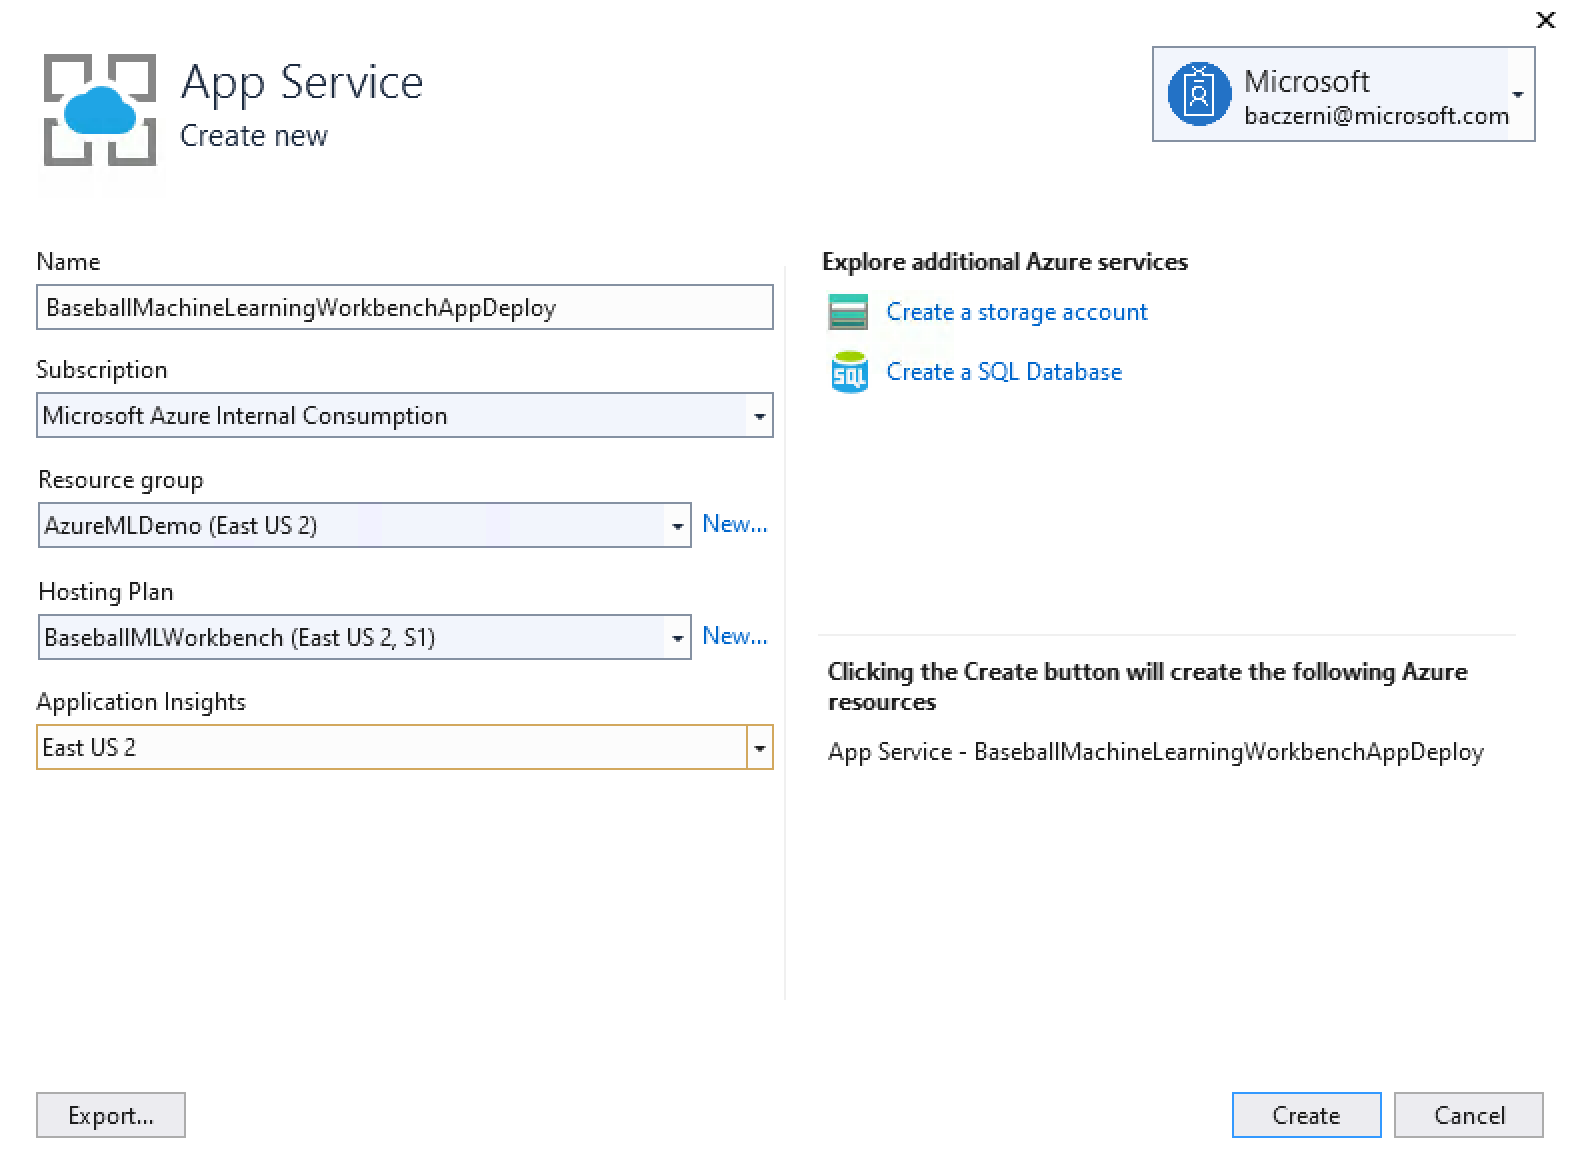 App Service
Create new
Microsoft
baczerni@microsoft.com
Name
BaseballMachineLearningWorkbenchAppDeploy
Subscription
Microsoft Azure Internal Consumption
Resource group
AzureMLDemo (East US 2)
New...
Hosting Plan
BaseballMLWorkbench (East US 2, S1)
New...
Application Insights
East US 2
Explore additional Azure services
Create a storage account
SQL
Create a SQL Database
Clicking the Create button will create the following Azure
resources
App Service - BaseballMachineLearningWorkbenchAppDeploy
Export...
Create
Cancel